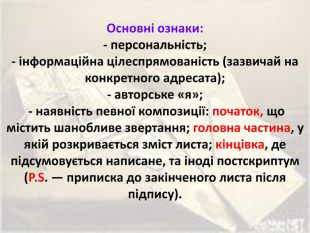 Основні ознаки:
- персональність;
- інформаційна цілеспрямованість (зазвичай на
конкретного адресата);
- авторське «я»;
- наявність певної композиції: початок, що
містить шанобливе звертання; головна частина, у
якій розкривається зміст листа; кінцівка, де
підсумовується написане, та іноді постскриптум
(P.S. — приписка до закінченого листа після
підпису).